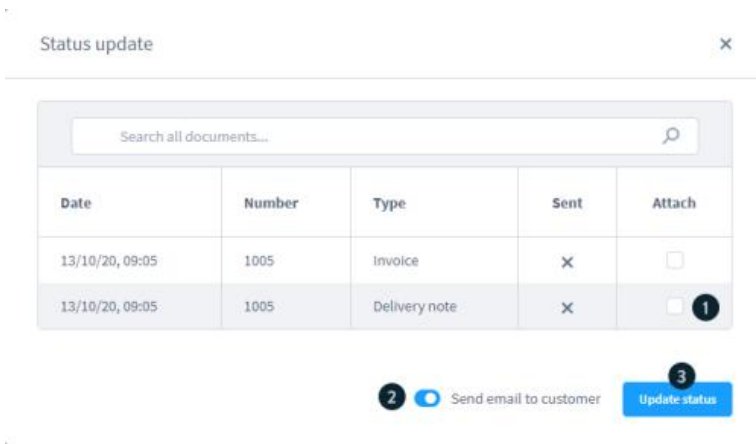 Status update
Search all documents...
Date Number Type Sent Attach
13/10/20, 09:05 1005 Invoice
13/10/20, 09:05 1005 Delivery note 1
3
2 Send email to customer Update status